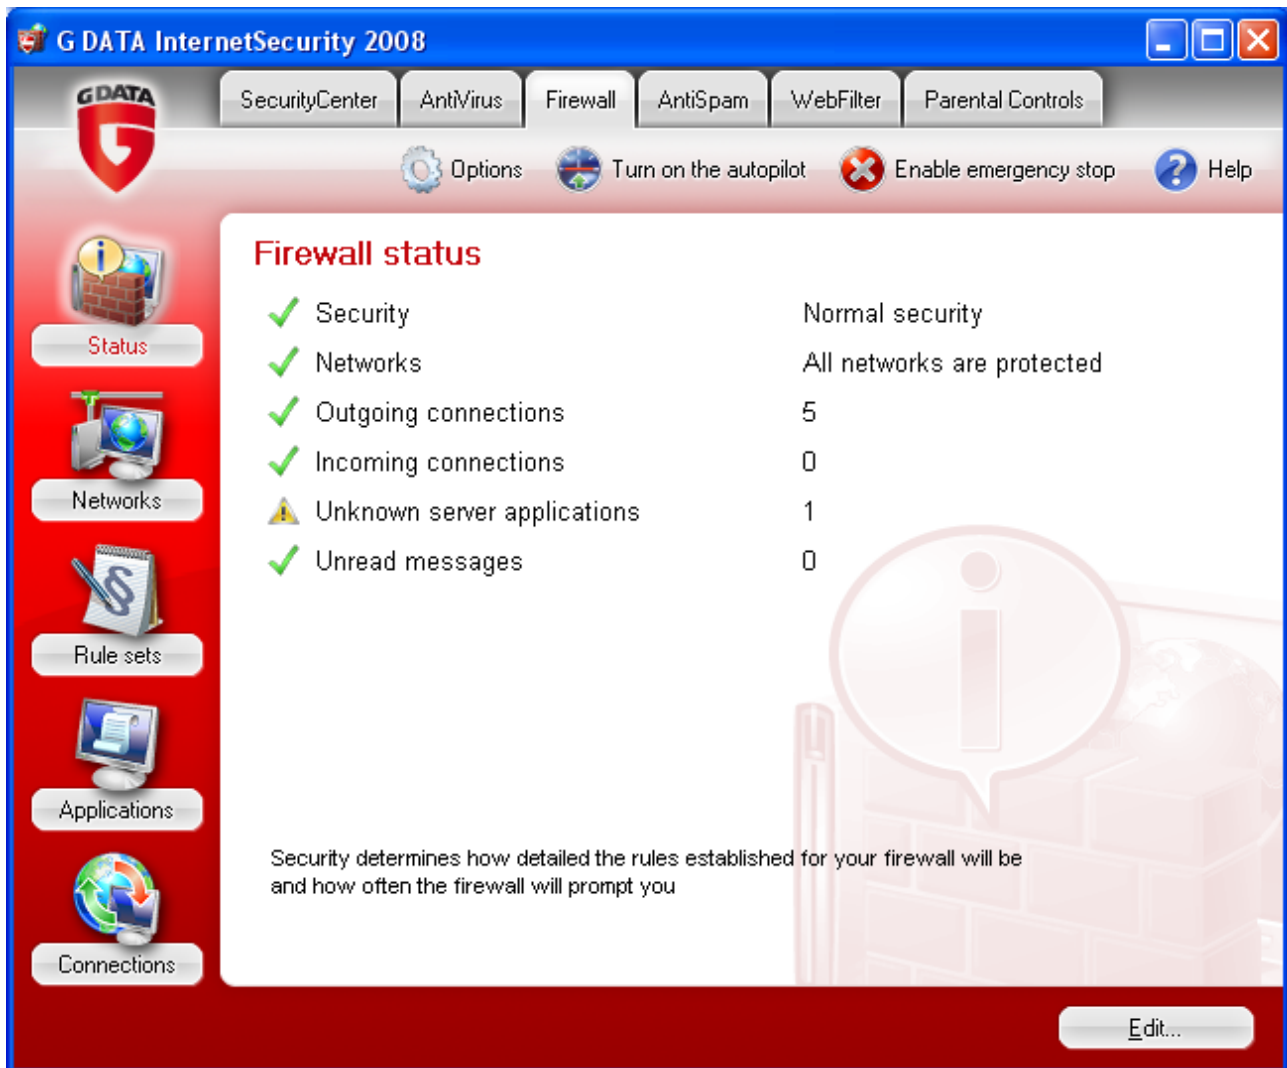 G DATA InternetSecurity 2008
GDATA
SecurityCenter AntiVirus Firewall AntiSpam WebFilter Parental Controls
Options Turn on the autopilot Enable emergency stop Help
Firewall status
Security Normal security
Networks All networks are protected
Outgoing connections 5
Incoming connections 0
Unknown server applications 1
Unread messages 0
Status
Networks
Rule sets
Applications
Connections
Security determines how detailed the rules established for your firewall will be
and how often the firewall will prompt you
Edit...